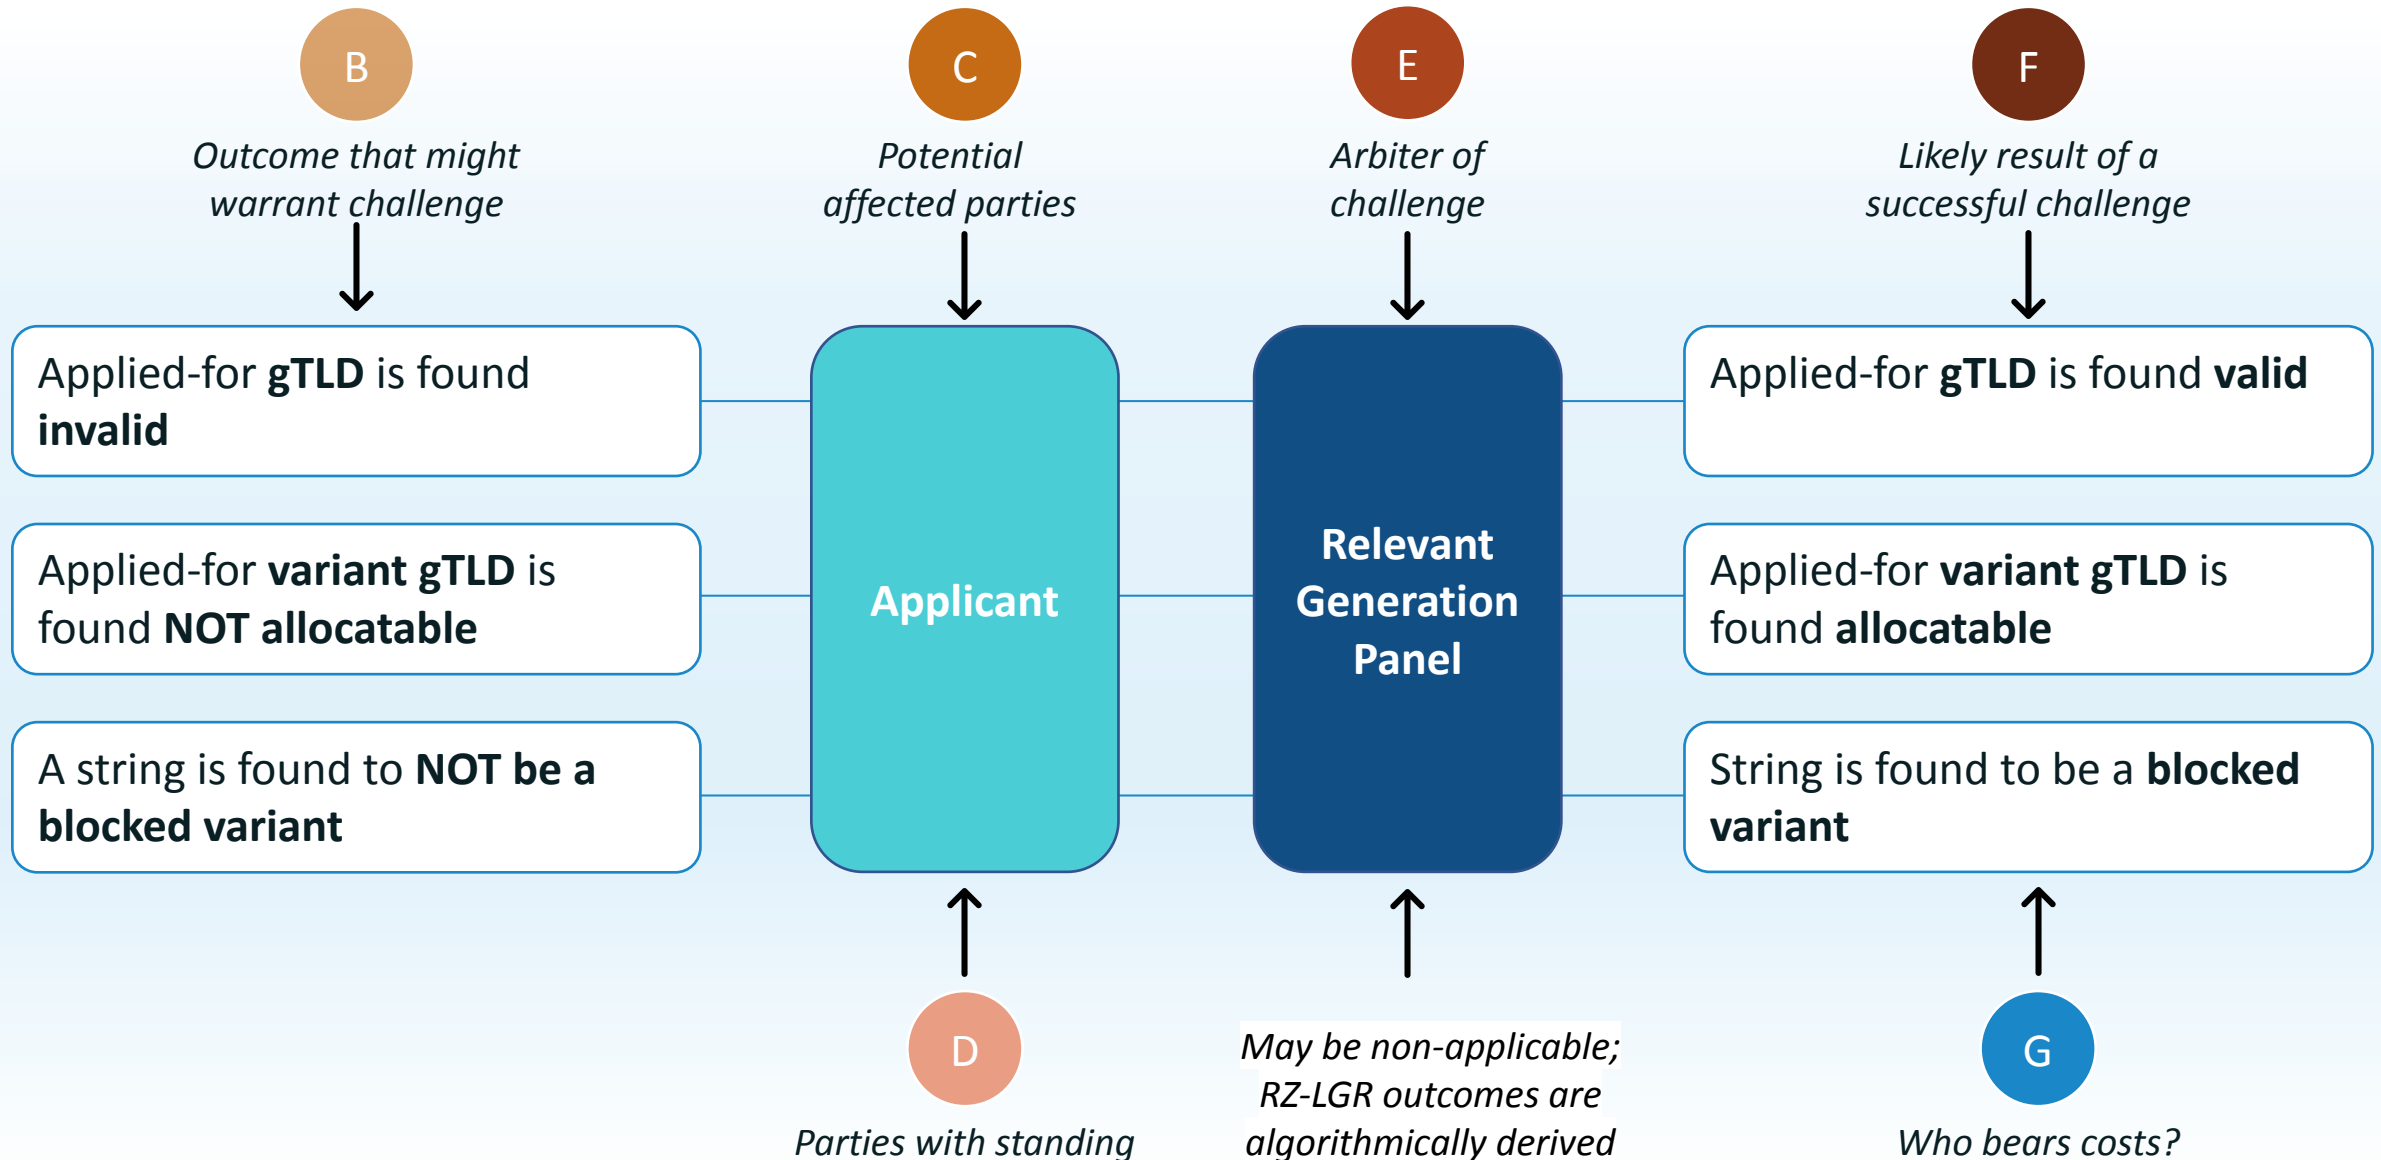 B
Outcome that might
warrant challenge
C
Potential
affected parties
E
Arbiter of
challenge
F
Likely result of a
successful challenge
Applied-for gTLD is found
invalid
Applied-for variant gTLD is
found NOT allocatable
A string is found to NOT be a
blocked variant
Applicant
Relevant
Generation
Panel
Applied-for gTLD is found valid
Applied-for variant gTLD is
found allocatable
String is found to be a blocked
variant
D
Parties with standing
May be non-applicable;
RZ-LGR outcomes are
algorithmically derived
G
Who bears costs?